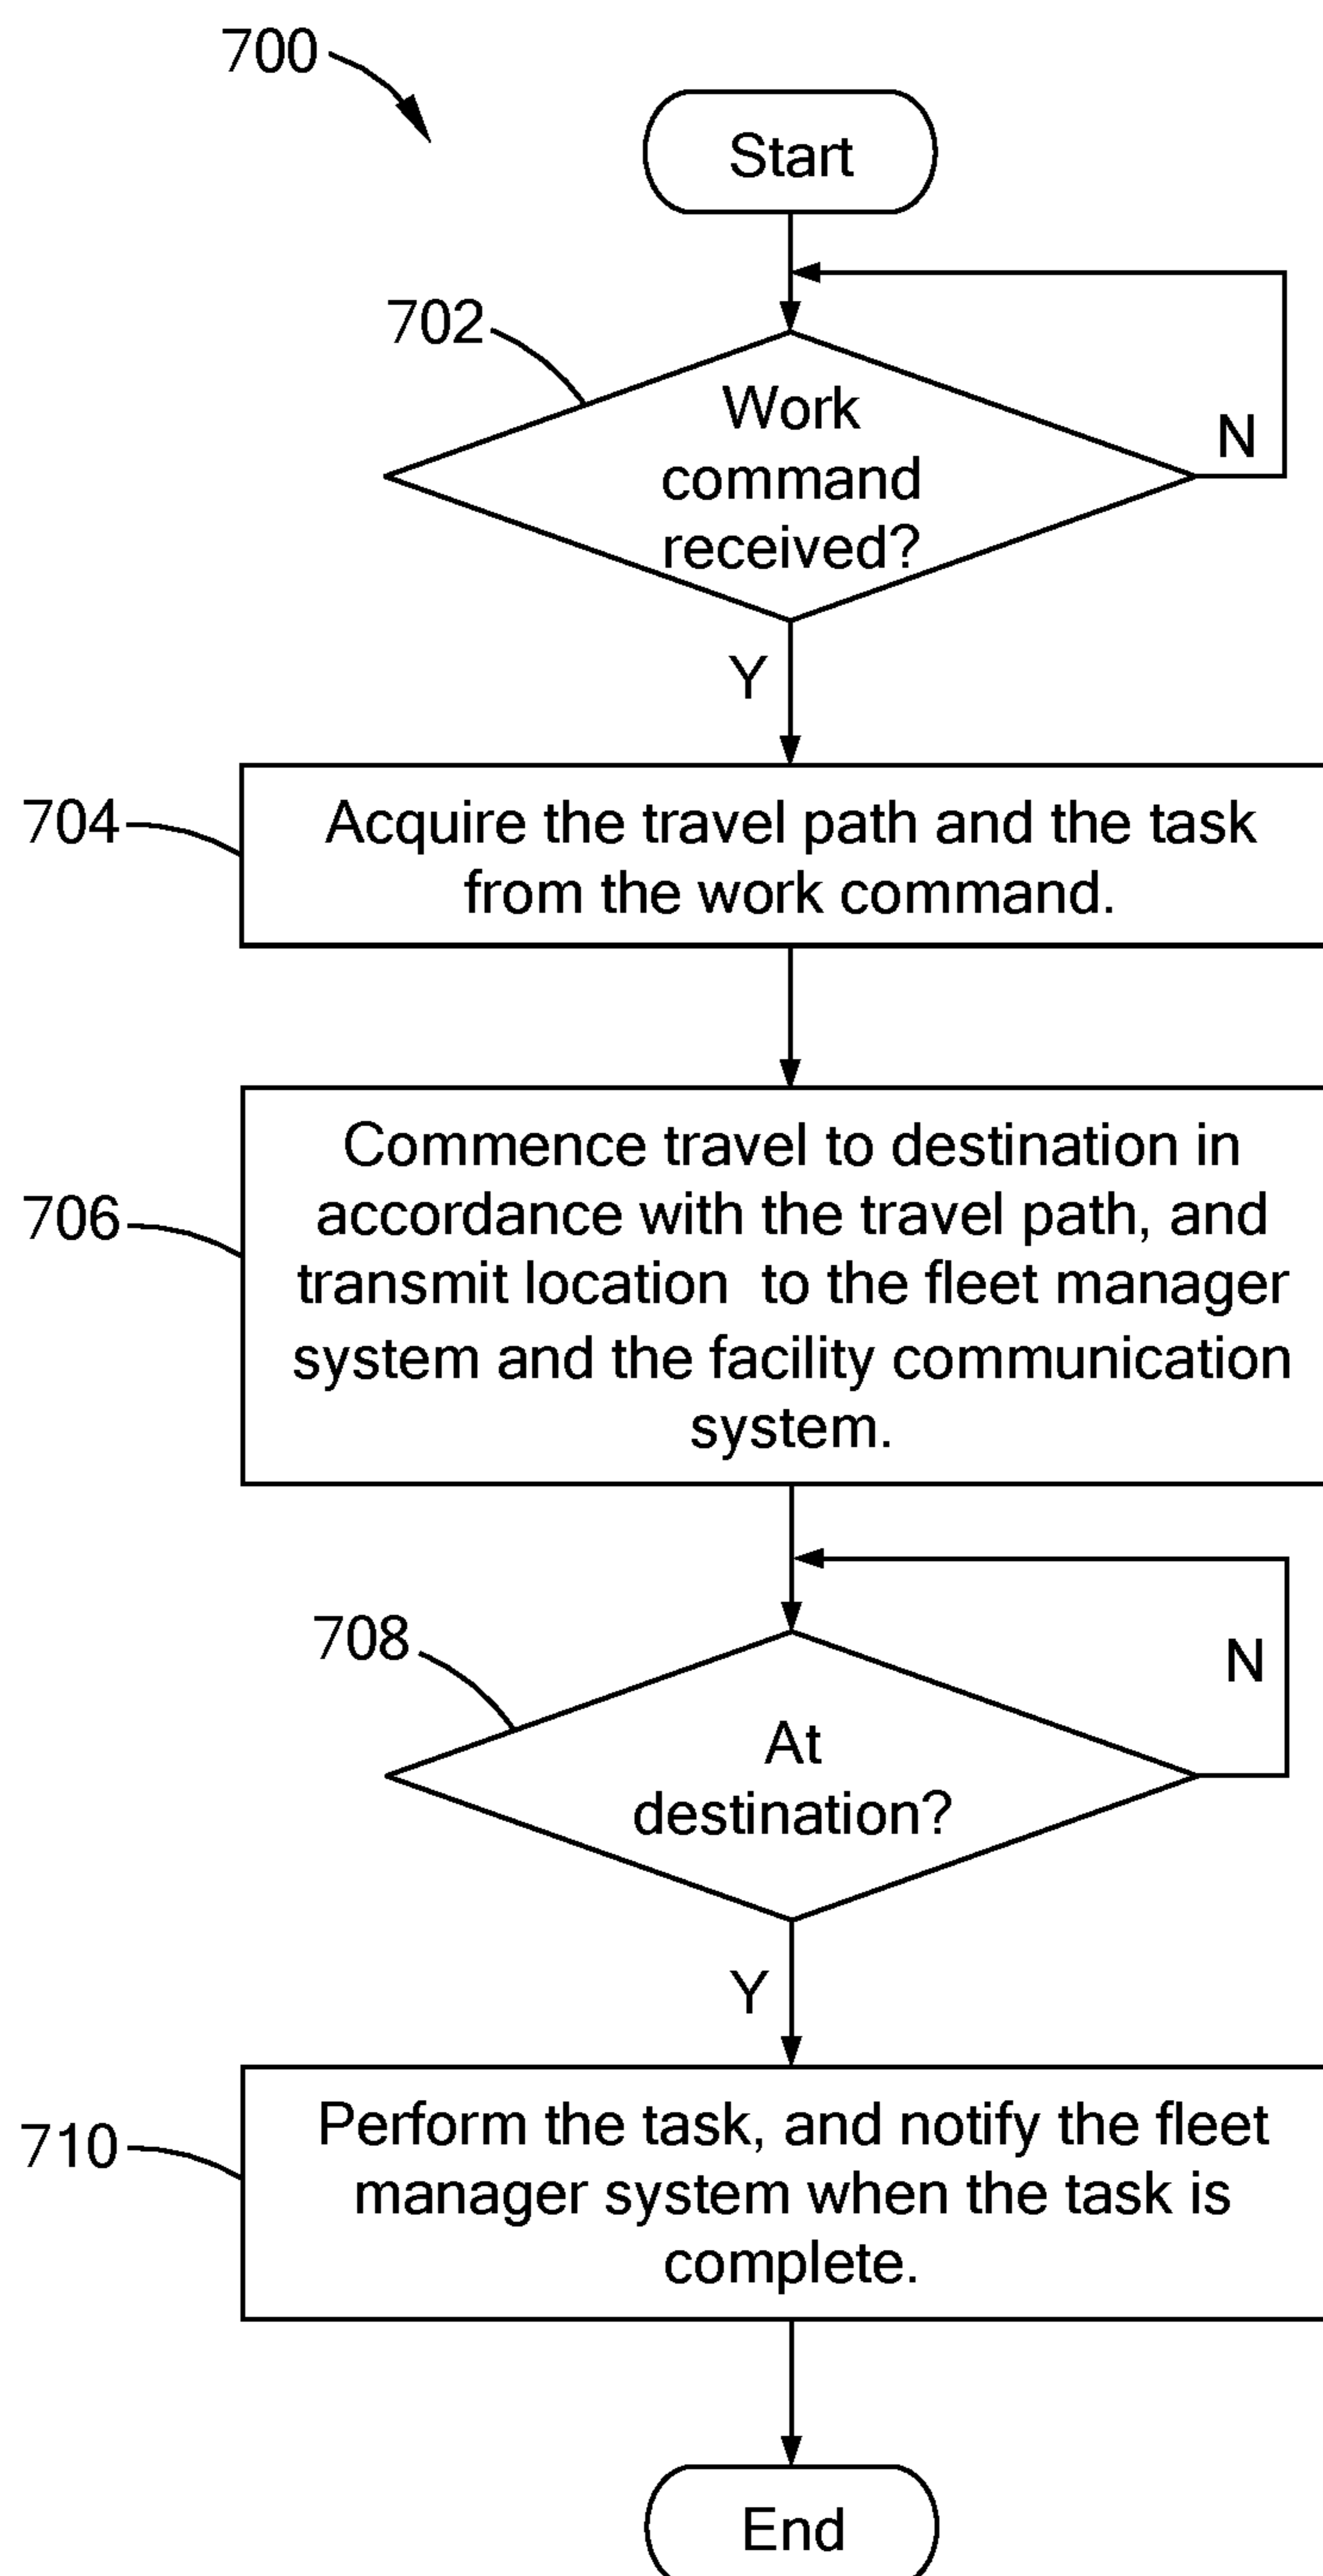 700
Start
702
Work
command
received?
N
Y
704
Acquire the travel path and the task
from the work command.
706
Commence travel to destination in
accordance with the travel path, and
transmit location  to the fleet manager
system and the facility communication
system.
708
At
destination?
N
Y
710
Perform the task, and notify the fleet
manager system when the task is
complete.
End